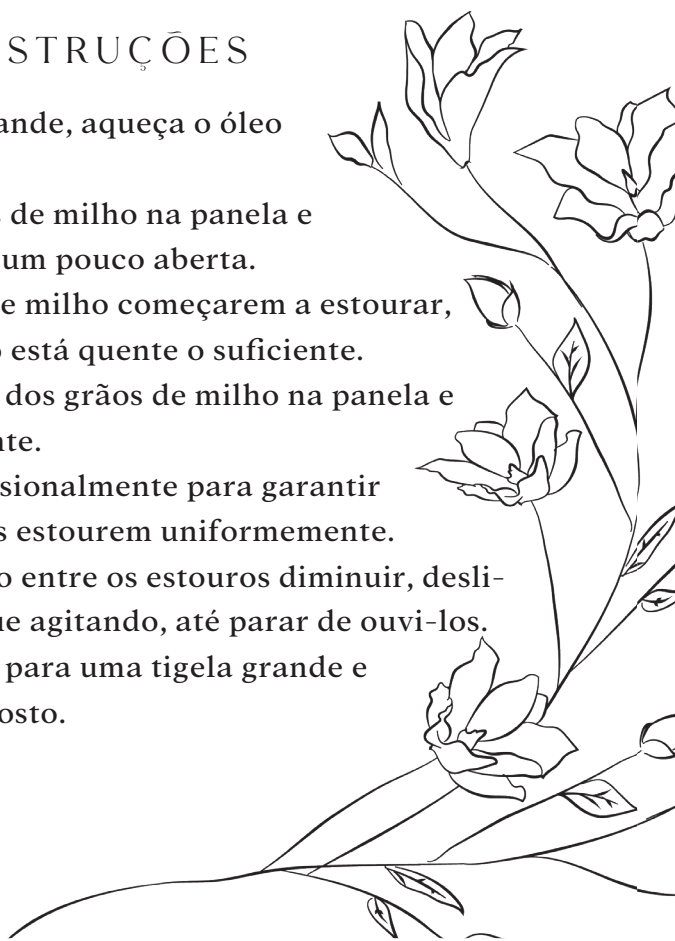 STRUÇÕES
ande, aqueça o óleo
de milho na panela e
um pouco aberta.
e milho começarem a estourar,
está quente o suficiente.
dos grãos de milho na panela e
nte.
sionalmente para garantir
s estourem uniformemente.
o entre os estouros diminuir, desli-
ue agitando, até parar de ouvi-los.
para uma tigela grande e
osto.